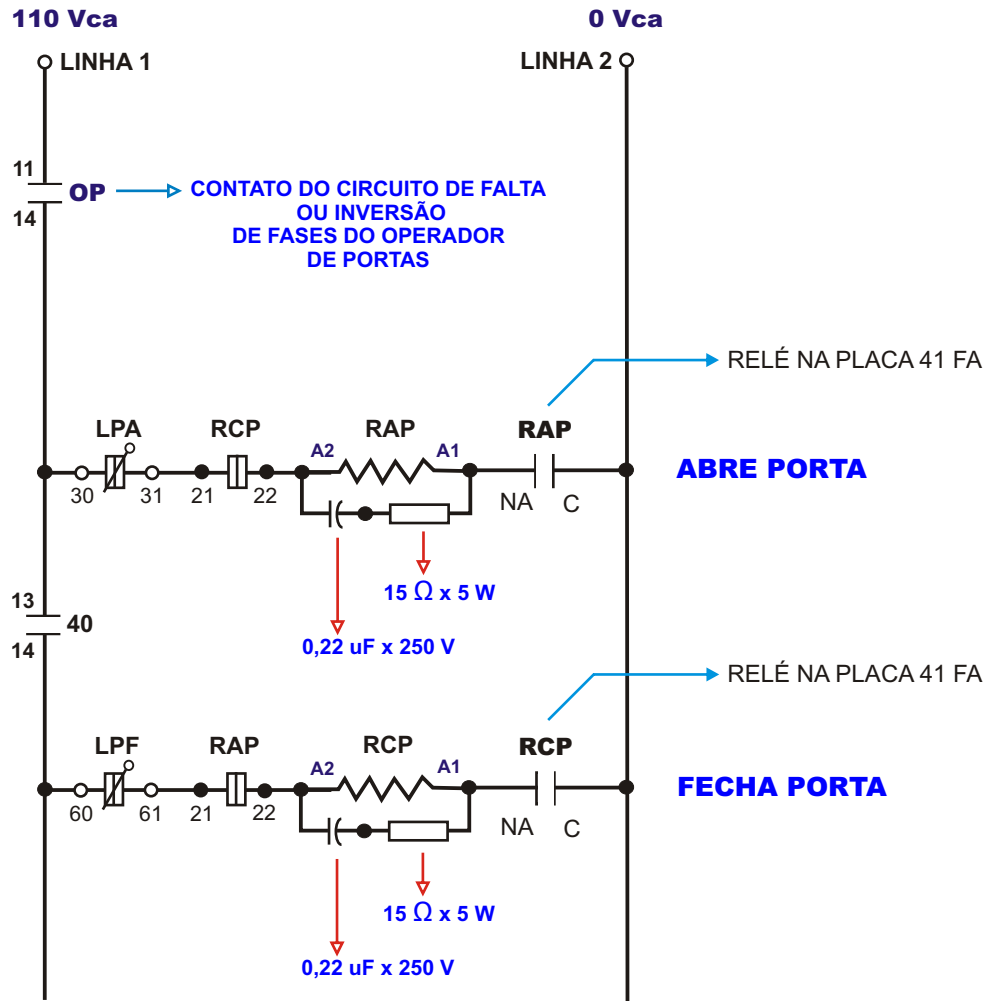 110 Vca
0 Vca
LINHA 1
LINHA 2
11
OP
14
CONTATO DO CIRCUITO DE FALTA
OU INVERSÃO
DE FASES DO OPERADOR
DE PORTAS
RELÉ NA PLACA 41 FA
LPA
RCP
RAP
RAP
A2
A1
30
31
21
22
NA
C
ABRE PORTA
15 Ω x 5 W
0,22 uF x 250 V
13
40
14
RELÉ NA PLACA 41 FA
LPF
RAP
RCP
RCP
A2
A1
60
61
21
22
NA
C
FECHA PORTA
15 Ω x 5 W
0,22 uF x 250 V